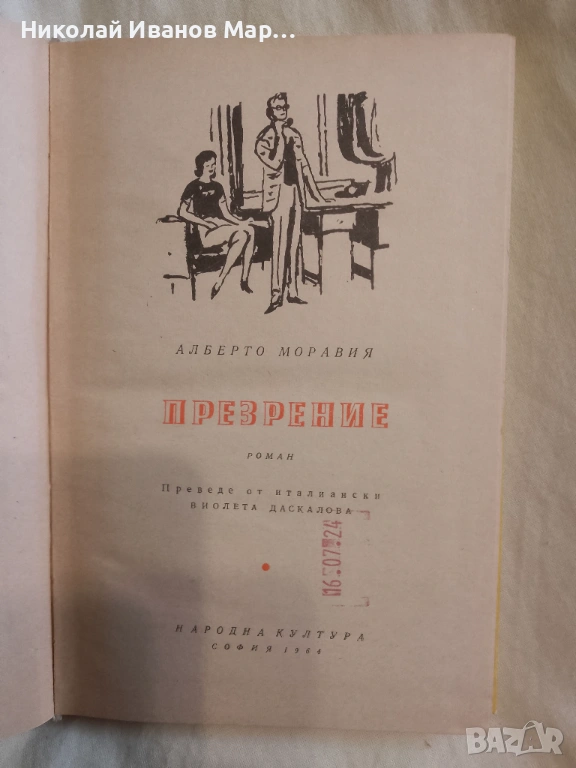 Николай Иванов Мар...
АЛБЕРТО МОРАВИЯ
ПРЕЗРЕНИЕ
РОМАН
Преведе от италиански
ВИОЛЕТА ДАСКАЛОВА
16.07.24
НАРОДНА КУЛТУРА
СОФИЯ 1964
BAZAR